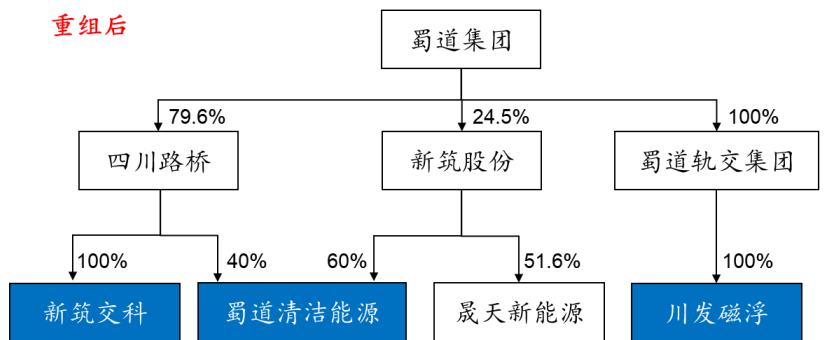 重组后
蜀道集团
79.6%
24.5%
100%
四川路桥
新筑股份
蜀道轨交集团
100%
40%
60%
51.6%
100%
新筑交科
蜀道清洁能源
晟天新能源
川发磁浮